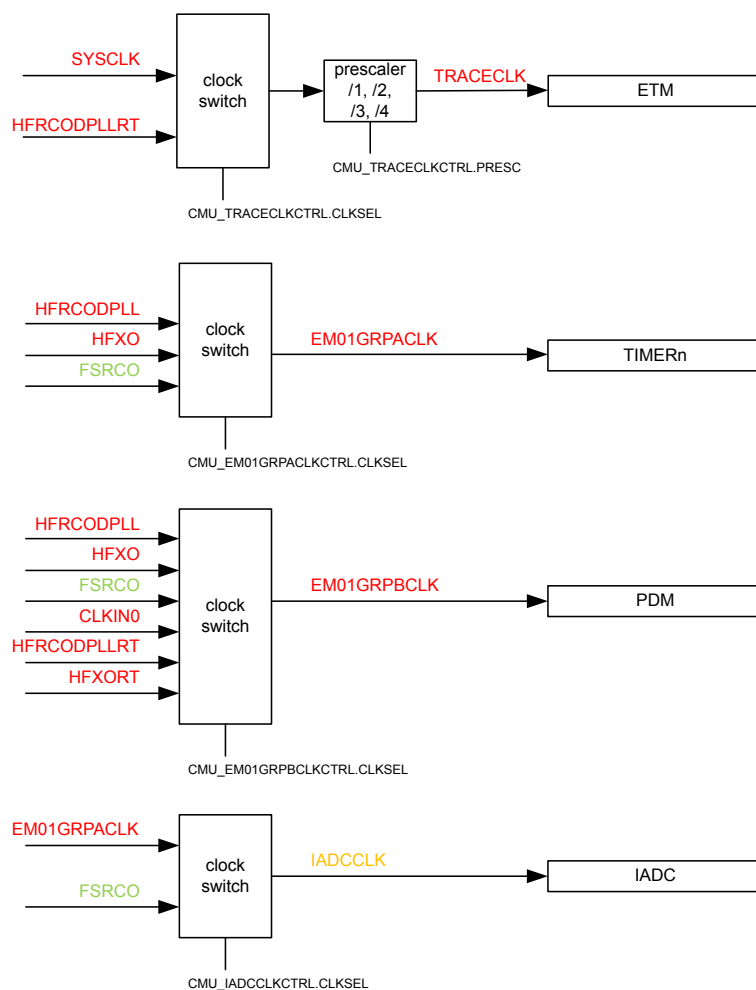 SYSCLK
HFRCODPLLRT
clock
switch
prescaler
/1, /2,
/3, /4
TRACECLK
ETM
CMU_TRACECLKCTRL.PRESC
CMU_TRACECLKCTRL.CLKSEL
HFRCODPLL
HFXO
FSRCO
clock
switch
EM01GRPACLK
TIMERn
CMU_EM01GRPACLKCTRL.CLKSEL
HFRCODPLL
HFXO
FSRCO
CLKIN0
HFRCODPLLRT
HFXORT
clock
switch
EM01GRPBCLK
PDM
CMU_EM01GRPBCLKCTRL.CLKSEL
EM01GRPACLK
FSRCO
clock
switch
IADCCLK
IADC
CMU_IADCCLKCTRL.CLKSEL